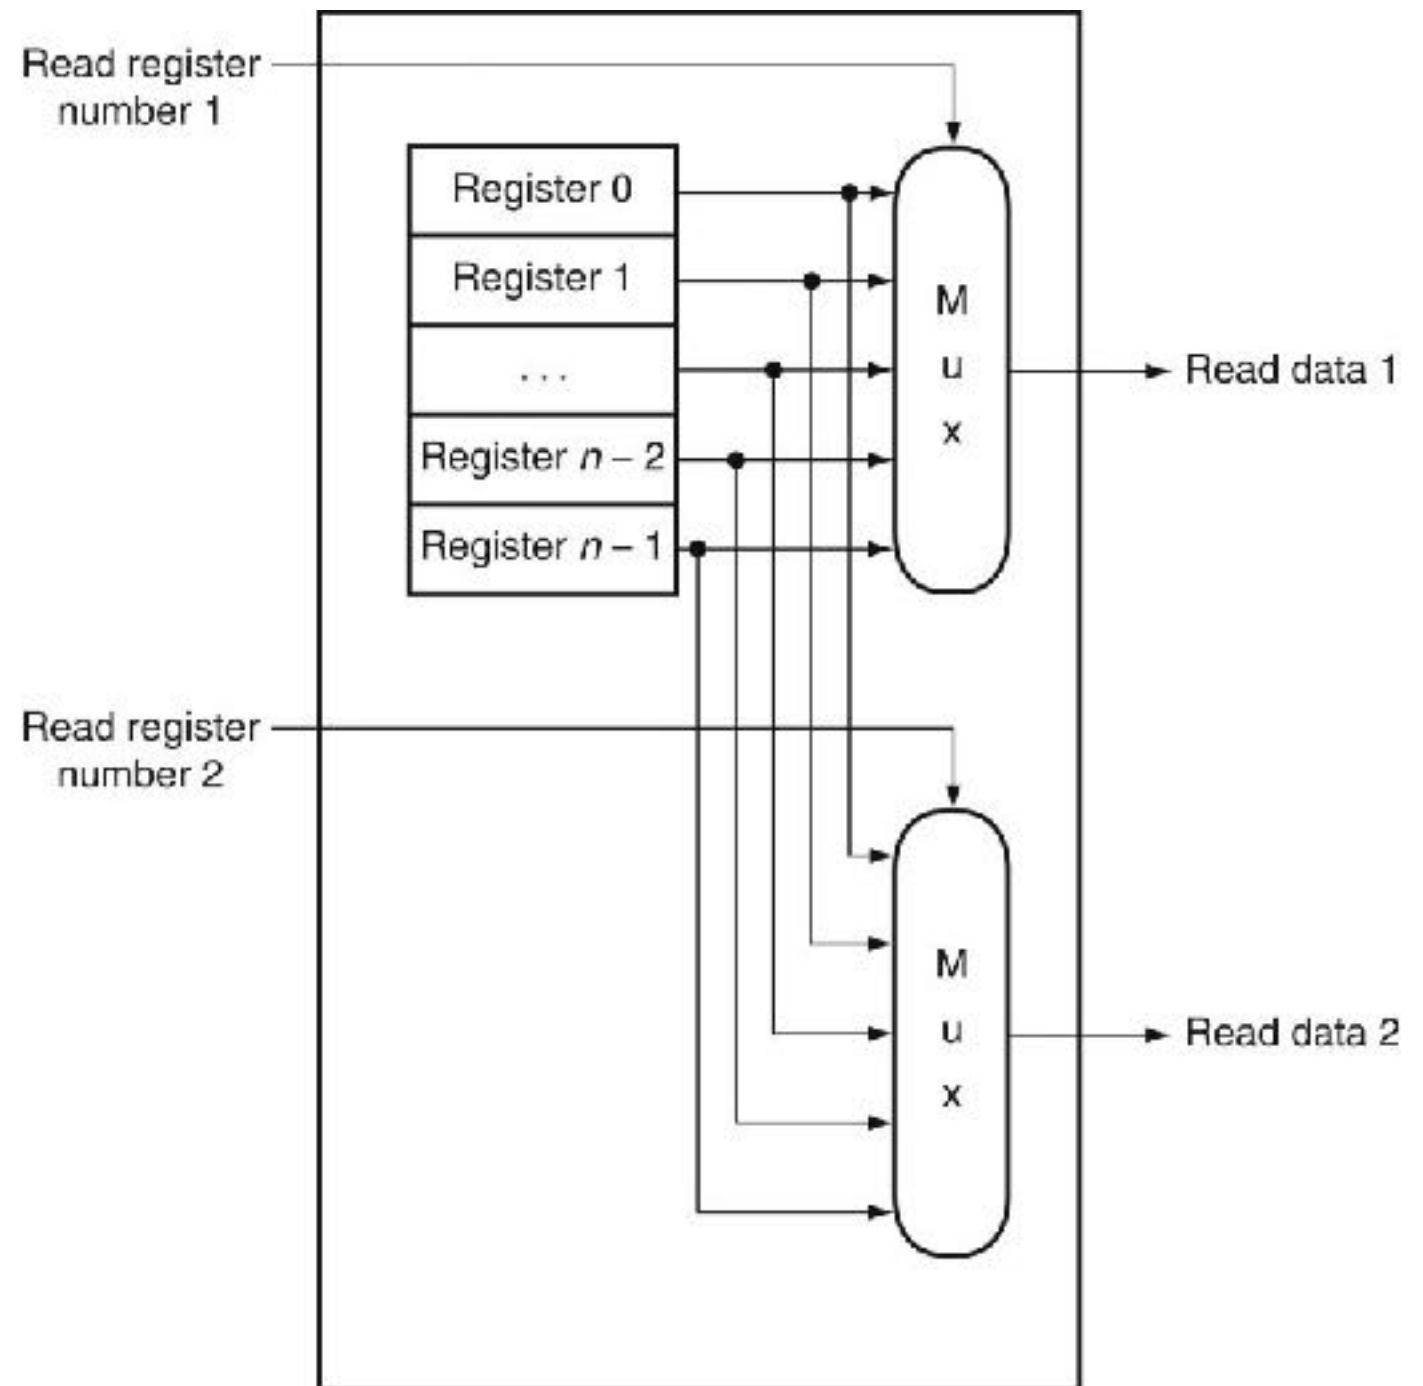 Read register
number 1
Register 0
Register 1
. . .
Register n – 2
Register n – 1
M
u
x
Read data 1
Read register
number 2
M
u
x
Read data 2